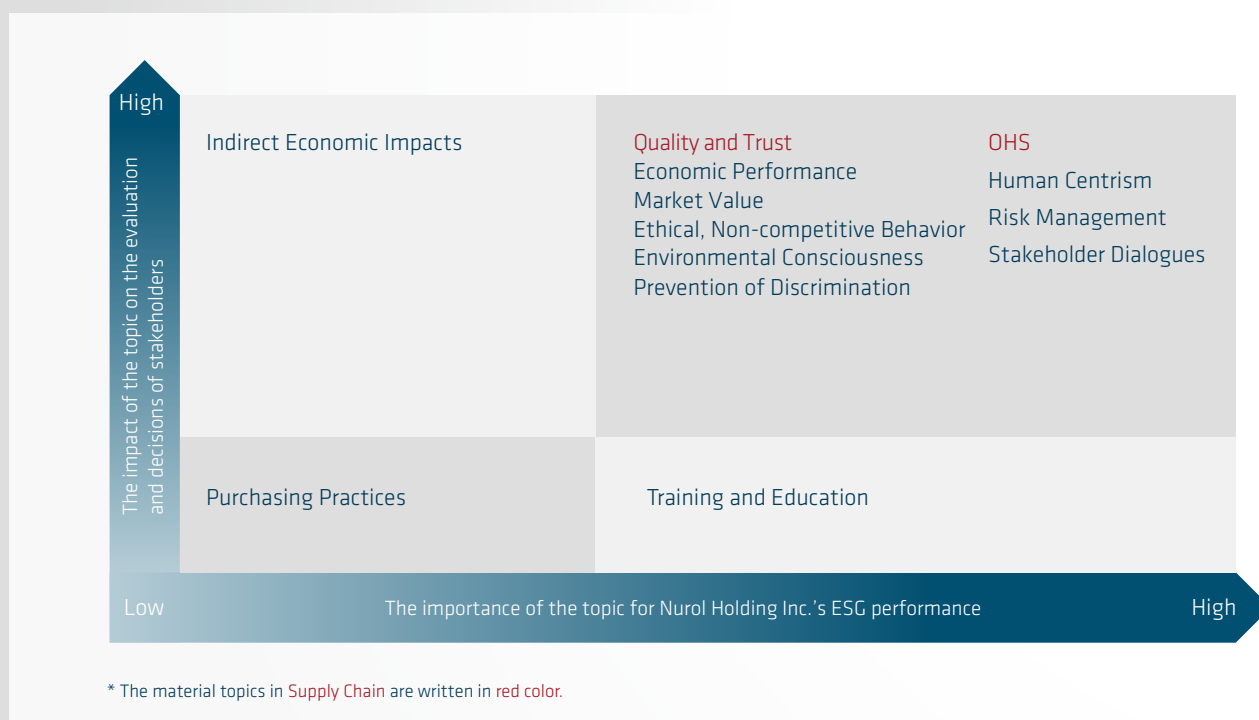 High
The impact of the topic on the evaluation
and decisions of stakeholders
Indirect Economic Impacts
Quality and Trust
Economic Performance
Market Value
Ethical, Non-competitive Behavior
Environmental Consciousness
Prevention of Discrimination
OHS
Human Centrism
Risk Management
Stakeholder Dialogues
Purchasing Practices
Training and Education
Low
The importance of the topic for Nurol Holding Inc.'s ESG performance
High
* The material topics in Supply Chain are written in red color.